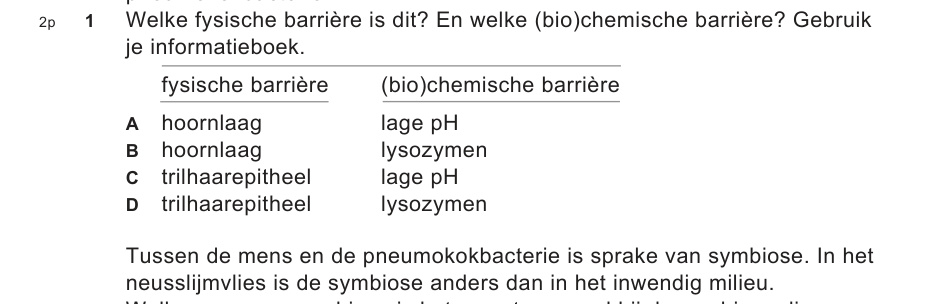 2p 1 Welke fysische barrière is dit? En welke (bio)chemische barrière? Gebruik
je informatieboek.
fysische barrière (bio)chemische barrière
A hoornlaag lage pH
B hoornlaag lysozymen
C trilhaarepitheel lage pH
D trilhaarepitheel lysozymen
Tussen de mens en de pneumokokbacterie is sprake van symbiose. In het
neusslijmvlies is de symbiose anders dan in het inwendig milieu.